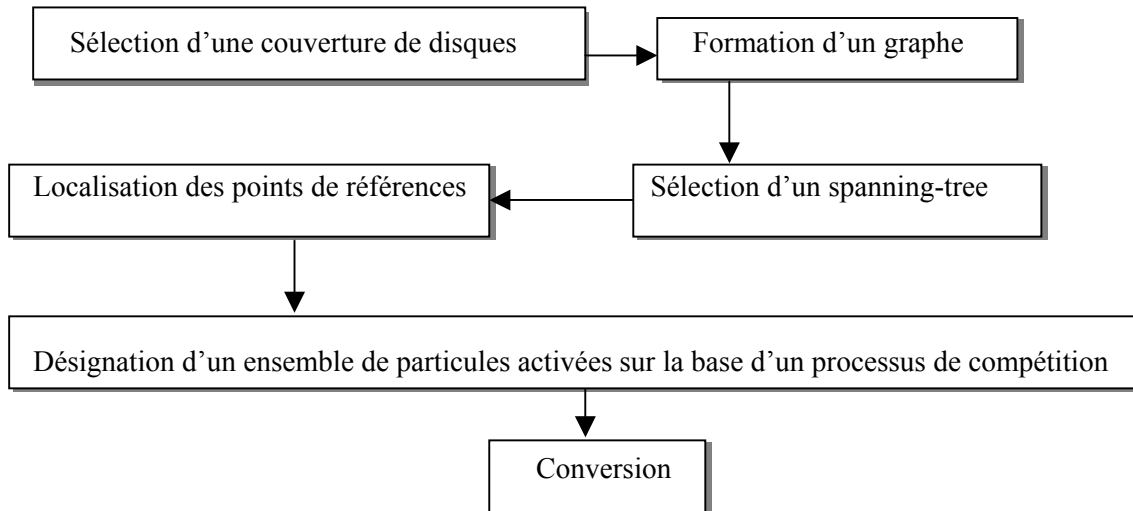 Sélection d’une couverture de disques
Formation d’un graphe
Sélection d’un spanning-tree
Localisation des points de références
Désignation d’un ensemble de particules activées sur la base d’un processus de compétition
Conversion